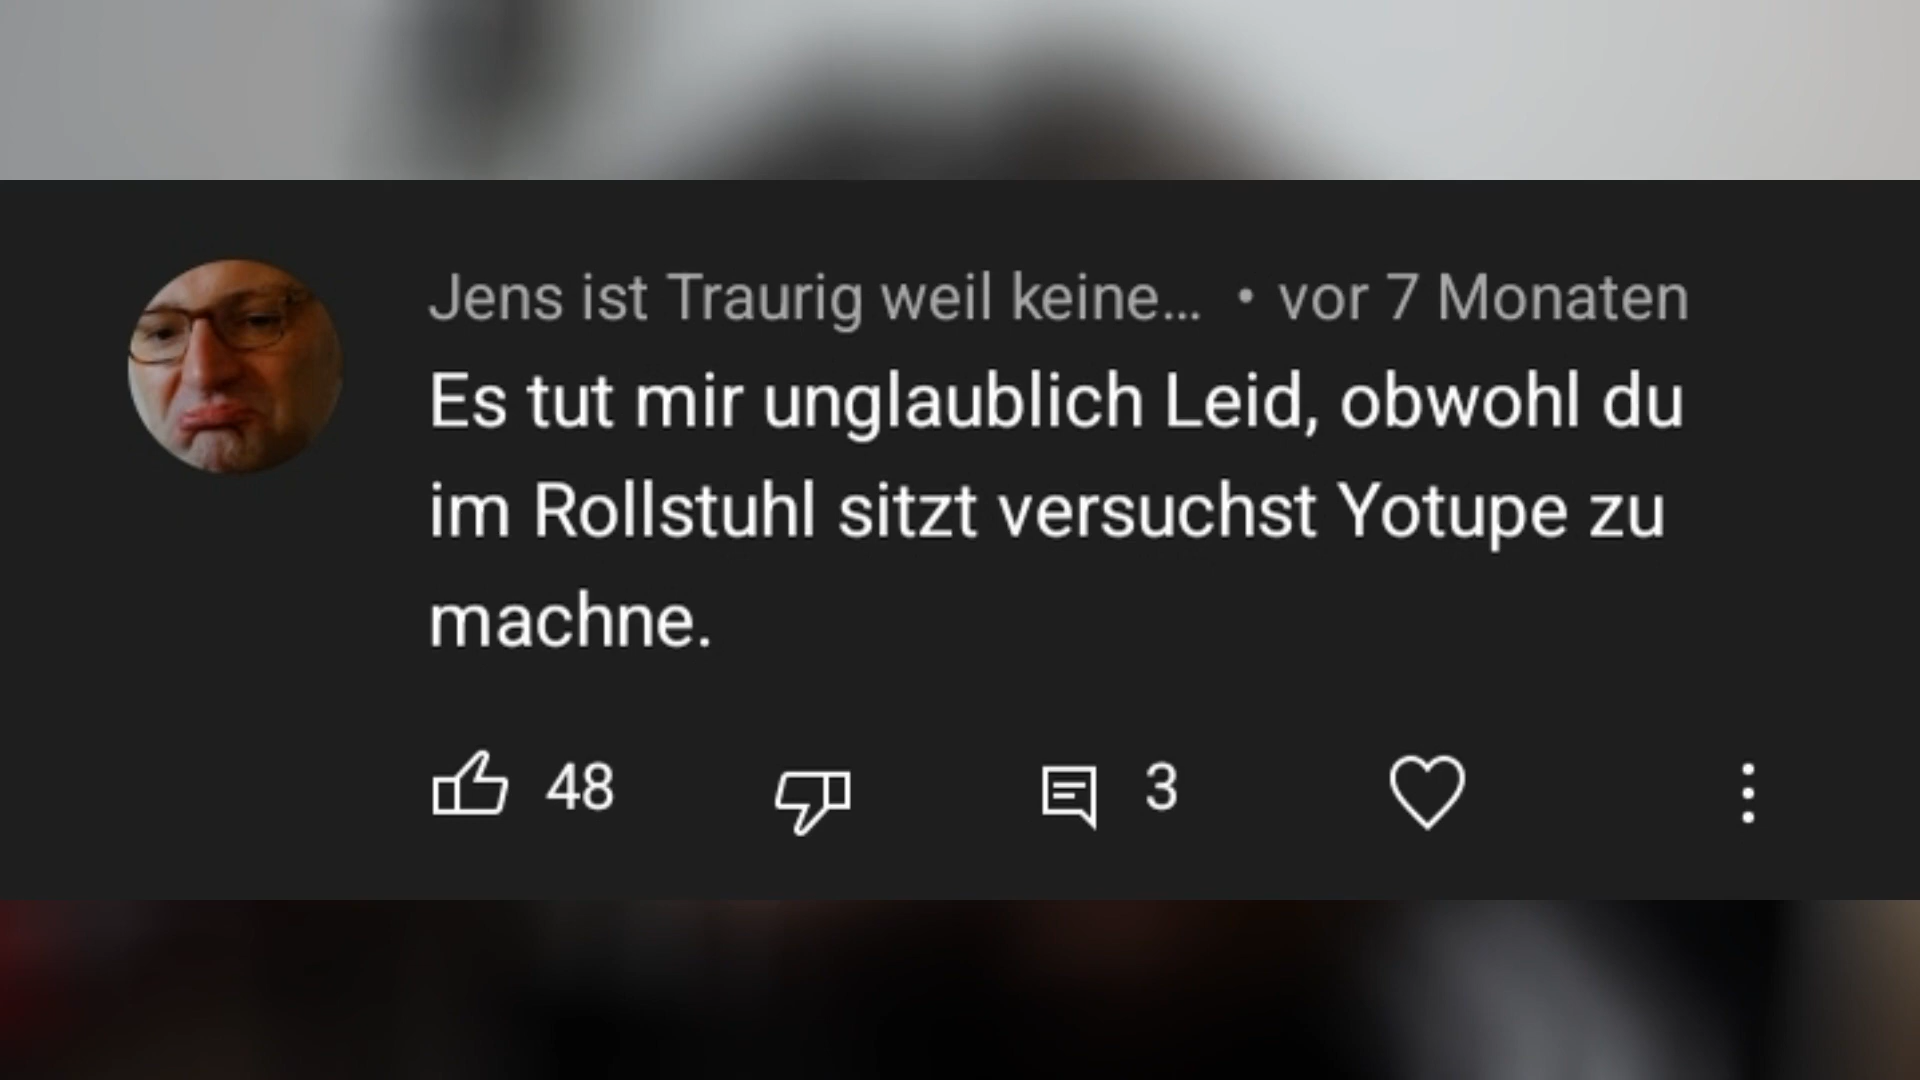 Jens ist Traurig weil keine... • vor 7 Monaten
Es tut mir unglaublich Leid, obwohl du
im Rollstuhl sitzt versuchst Yotupe zu
machne.
48 3